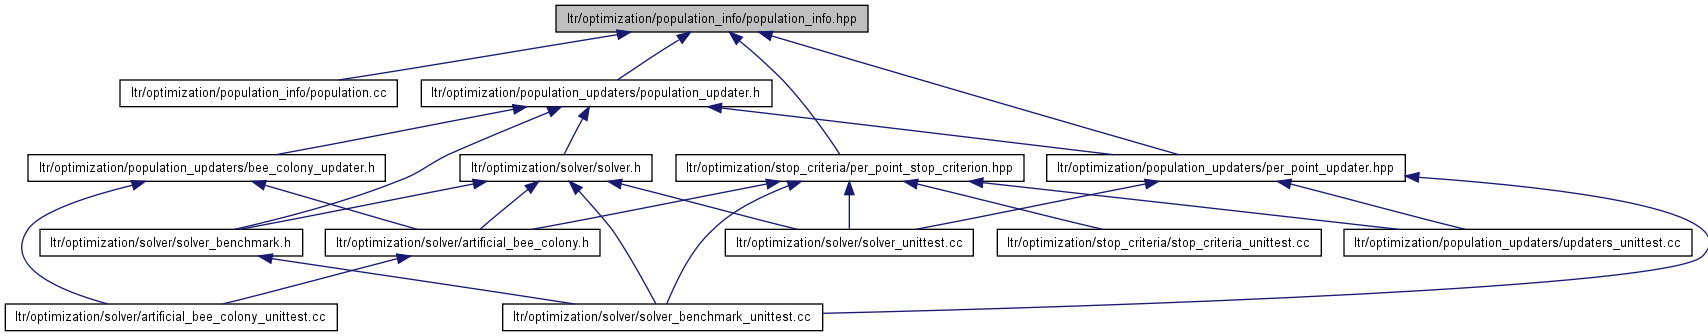 ltr/optimization/population_info/population_info.hpp
ltr/optimization/population_info/population.cc
ltr/optimization/population_updaters/population_updater.h
ltr/optimization/population_updaters/bee_colony_updater.h
ltr/optimization/solver/solver.h
ltr/optimization/stop_criteria/per_point_stop_criterion.hpp
ltr/optimization/population_updaters/per_point_updater.hpp
ltr/optimization/solver/solver_benchmark.h
ltr/optimization/solver/artificial_bee_colony.h
ltr/optimization/solver/solver_unittest.cc
ltr/optimization/stop_criteria/stop_criteria_unittest.cc
ltr/optimization/population_updaters/updaters_unittest.cc
ltr/optimization/solver/artificial_bee_colony_unittest.cc
ltr/optimization/solver/solver_benchmark_unittest.cc